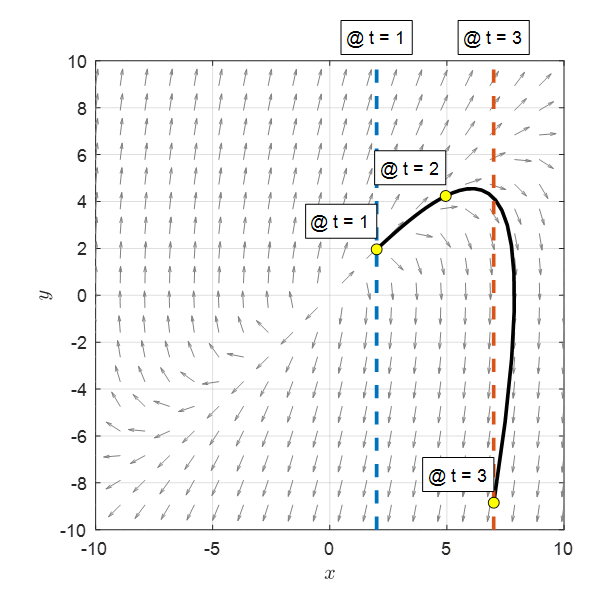 @ t = 1
@ t = 3
10
8
6
4
2
0
-2
-4
-6
-8
-10
y
@ t = 2
@ t = 1
@ t = 3
-10
-5
0
5
10
x